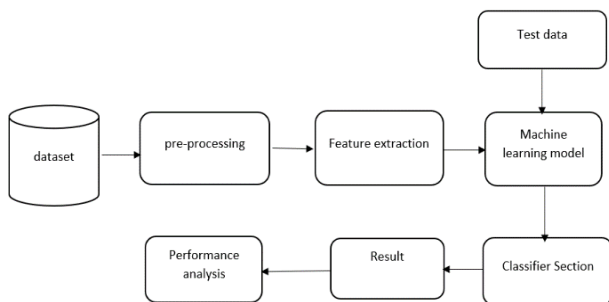 Test data
dataset
pre-processing
Feature extraction
Machine
learning model
Performance
analysis
Result
Classifier Section